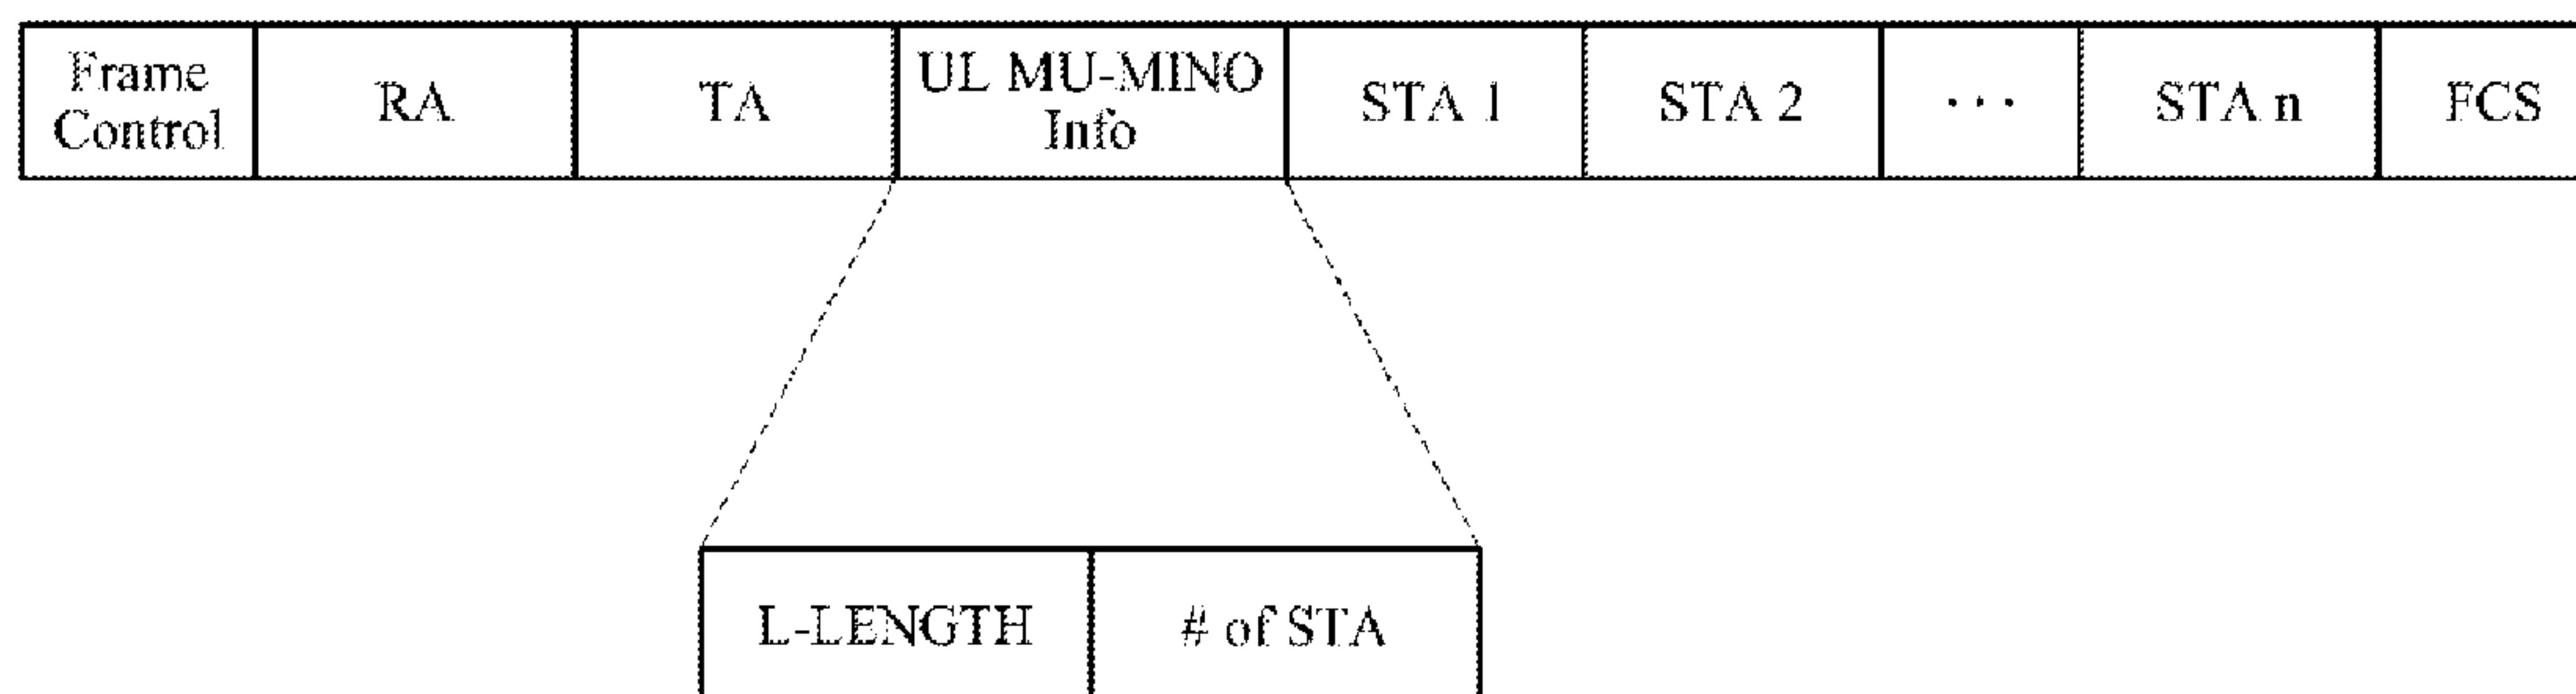 Frame
Control
RA
TA
UL MU-MINO
Info
STA 1
STA 2
...
STA n
FCS
L-LENGTH
# of STA